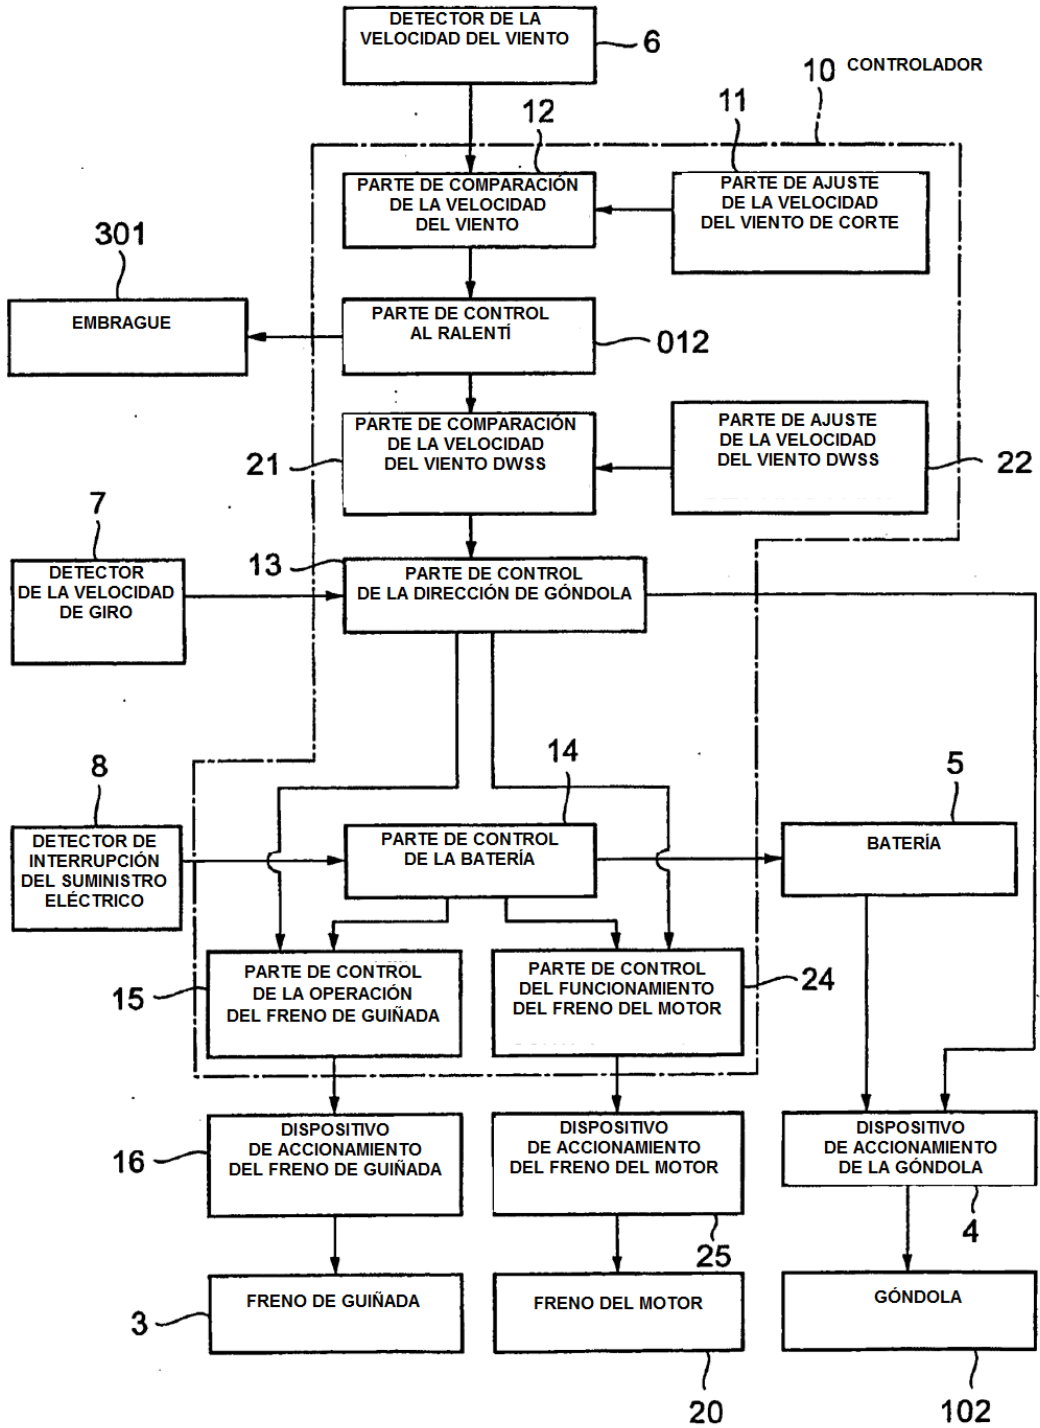 DETECTOR DE LA
VELOCIDAD DEL VIENTO
6
10 CONTROLADOR
12
11
PARTE DE COMPARACIÓN
DE LA VELOCIDAD
DEL VIENTO
PARTE DE AJUSTE
DE LA VELOCIDAD
DEL VIENTO DE CORTE
301
EMBRAGUE
PARTE DE CONTROL
AL RALENTÍ
012
PARTE DE COMPARACIÓN
DE LA VELOCIDAD
DEL VIENTO DWSS
21
PARTE DE AJUSTE
DE LA VELOCIDAD
DEL VIENTO DWSS
22
7
DETECTOR
DE LA VELOCIDAD
DE GIRO
13
PARTE DE CONTROL
DE LA DIRECCIÓN DE GÓNDOLA
8
DETECTOR DE
INTERRUPCIÓN
DEL SUMINISTRO
ELÉCTRICO
14
PARTE DE CONTROL
DE LA BATERÍA
5
BATERÍA
PARTE DE CONTROL
DE LA OPERACIÓN
DEL FRENO DE GUIÑADA
15
PARTE DE CONTROL
DEL FUNCIONAMIENTO
DEL FRENO DEL MOTOR
24
DISPOSITIVO
DE ACCIONAMIENTO
DEL FRENO DE GUIÑADA
16
DISPOSITIVO
DE ACCIONAMIENTO
DEL FRENO DEL MOTOR
25
DISPOSITIVO
DE ACCIONAMIENTO
DE LA GÓNDOLA
4
FRENO DE GUIÑADA
3
FRENO DEL MOTOR
20
GÓNDOLA
102